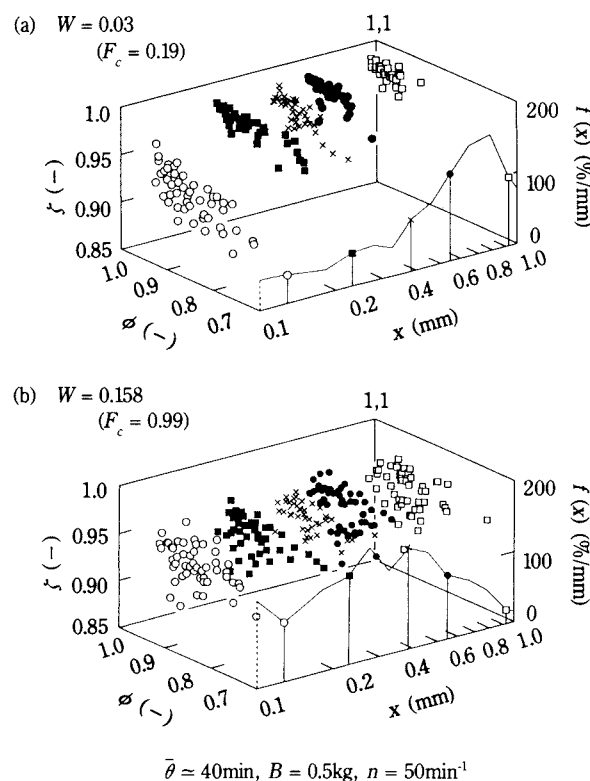 (a) W = 0.03
(F_c = 0.19)
1,1
1.0
0.95
0.90
0.85
ζ (—)
1.0
0.9
0.8
0.7
ø (—)
0.1
0.2
0.4
0.6
0.8
1.0
x (mm)
200
100
0
f (x) (%/mm)
(b) W = 0.158
(F_c = 0.99)
1,1
1.0
0.95
0.90
0.85
ζ (—)
1.0
0.9
0.8
0.7
ø (—)
0.1
0.2
0.4
0.6
0.8
1.0
x (mm)
200
100
0
f (x) (%/mm)
θ̄ ≃ 40min, B = 0.5kg, n = 50min⁻¹